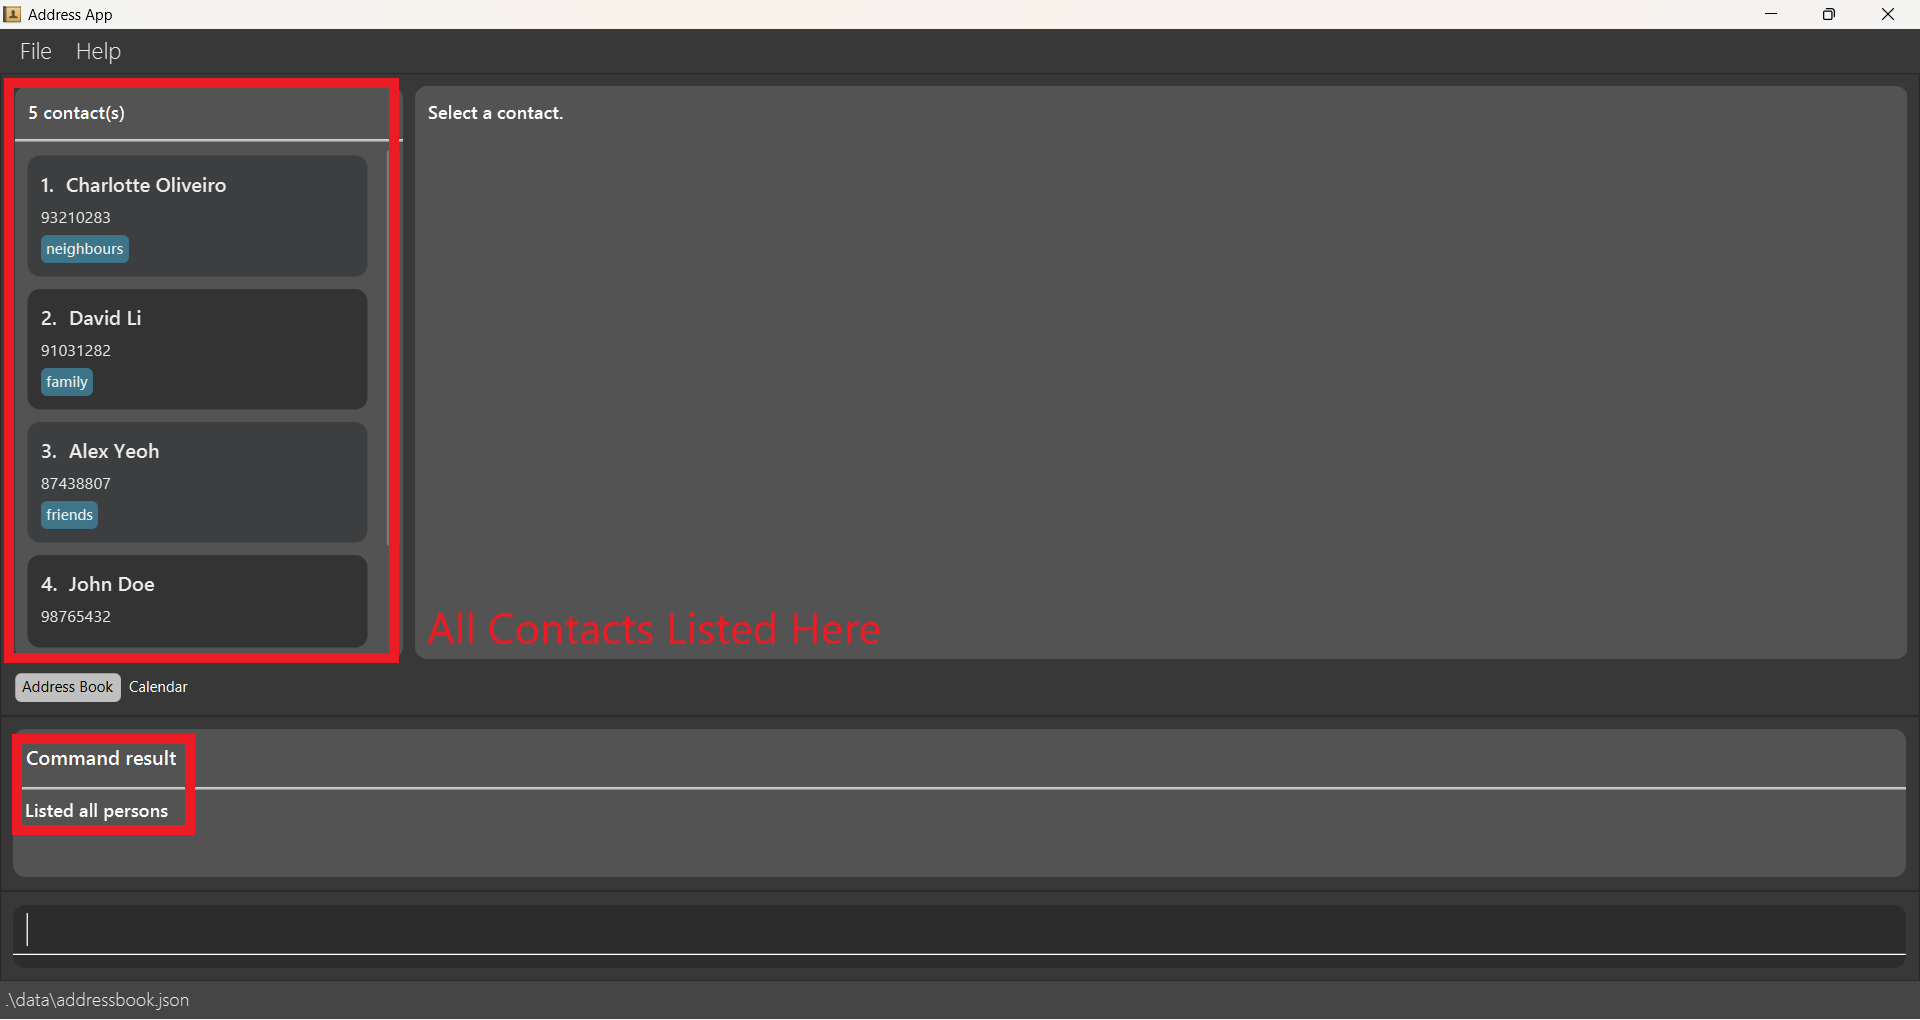 Address App
File Help
5 contact(s)
1. Charlotte Oliveiro
93210283
neighbours
2. David Li
91031282
family
3. Alex Yeoh
87438807
friends
4. John Doe
98765432
Select a contact.
All Contacts Listed Here
Address Book Calendar
Command result
Listed all persons
.\data\addressbook.json